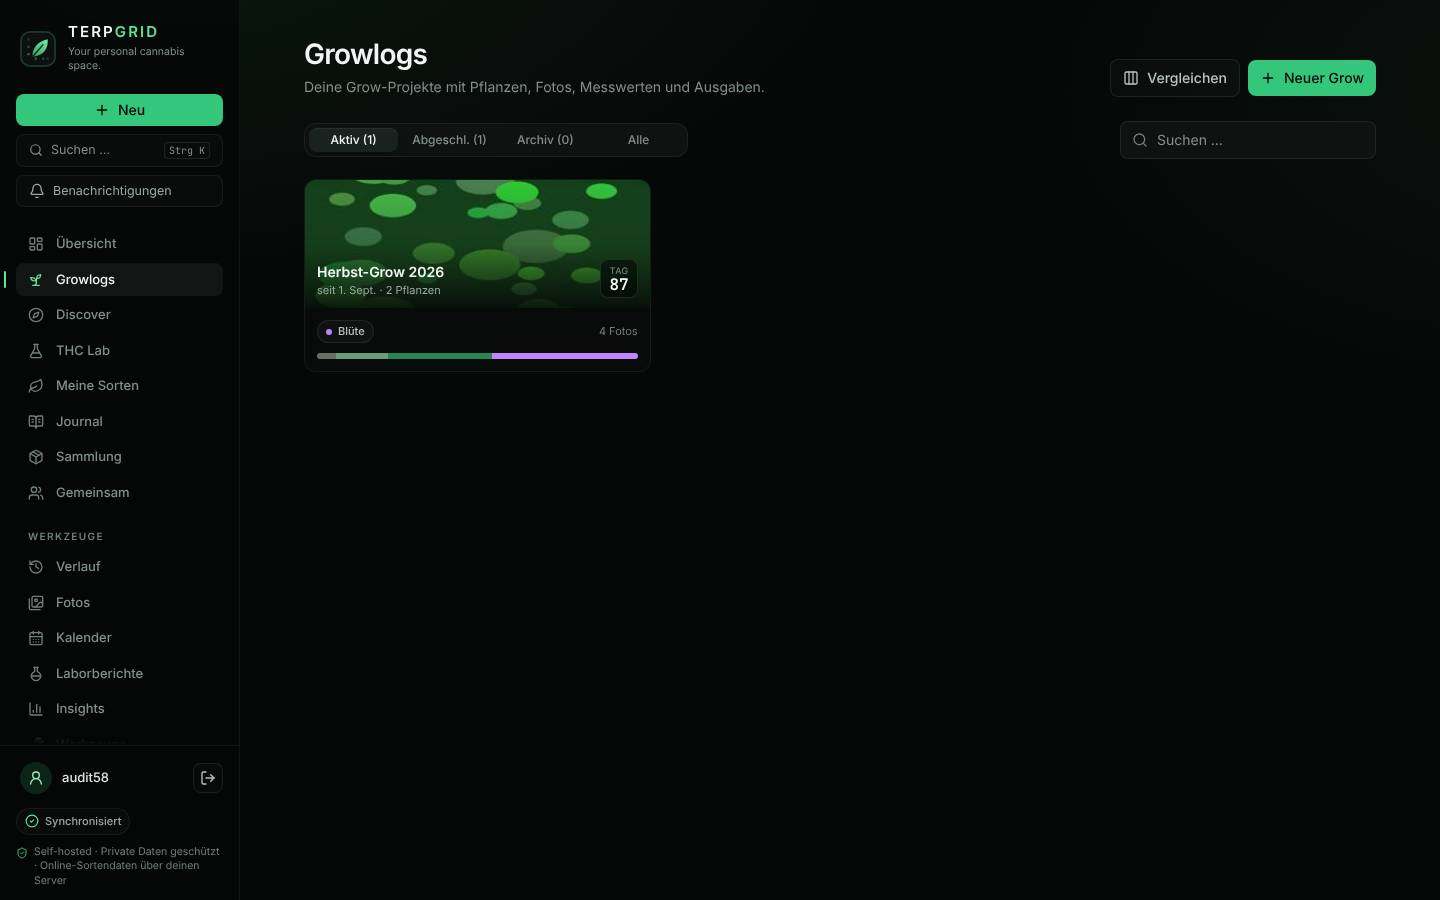 TERPGRID
Your personal cannabis
space.
Neu
Suchen ... Strg K
Benachrichtigungen
Übersicht
Growlogs
Discover
THC Lab
Meine Sorten
Journal
Sammlung
Gemeinsam
WERKZEUGE
Verlauf
Fotos
Kalender
Laborberichte
Insights
audit58
Synchronisiert
Self-hosted · Private Daten geschützt
· Online-Sortendaten über deinen
Server
Growlogs
Deine Grow-Projekte mit Pflanzen, Fotos, Messwerten und Ausgaben.
Vergleichen
Neuer Grow
Aktiv (1) Abgeschl. (1) Archiv (0) Alle
Suchen ...
Herbst-Grow 2026
seit 1. Sept. · 2 Pflanzen
TAG
87
Blüte
4 Fotos